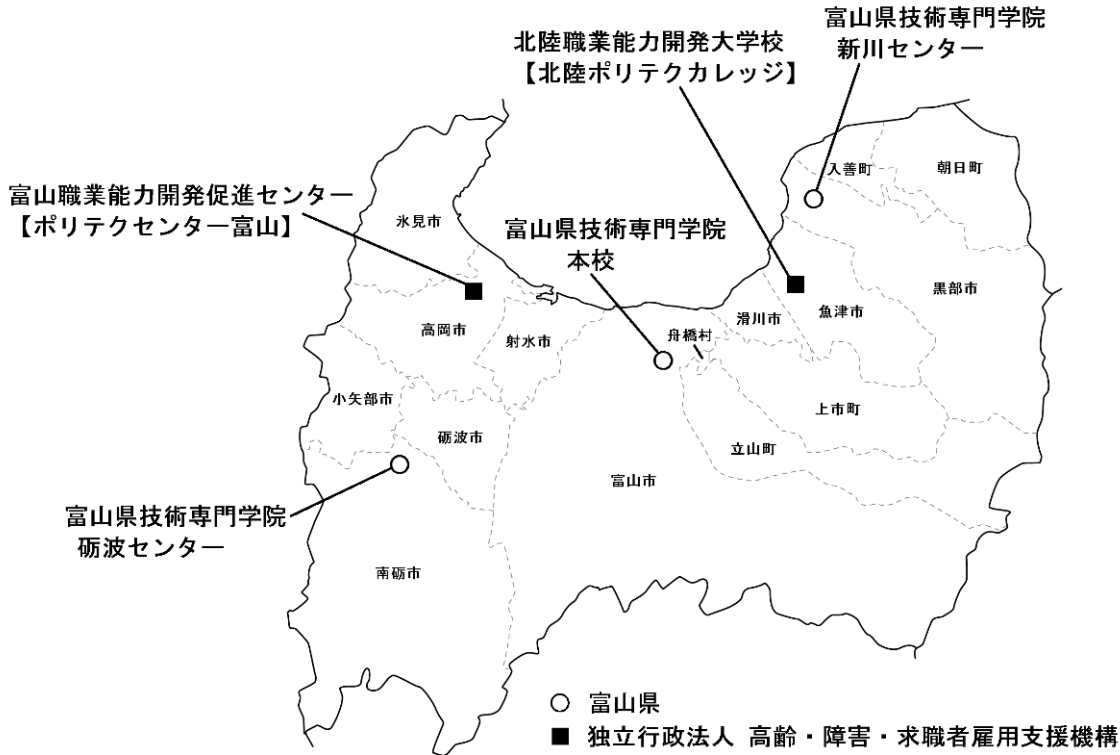 富山県技術専門学院
新川センター
北陸職業能力開発大学校
【北陸ポリテクカレッジ】
富山職業能力開発促進センター
【ポリテクセンター富山】
富山県技術専門学院
本校
入善町
朝日町
氷見市
黒部市
魚津市
滑川市
舟橋村
高岡市
射水市
小矢部市
砺波市
上市町
立山町
富山市
富山県技術専門学院
砺波センター
南砺市
○ 富山県
■ 独立行政法人 高齢・障害・求職者雇用支援機構